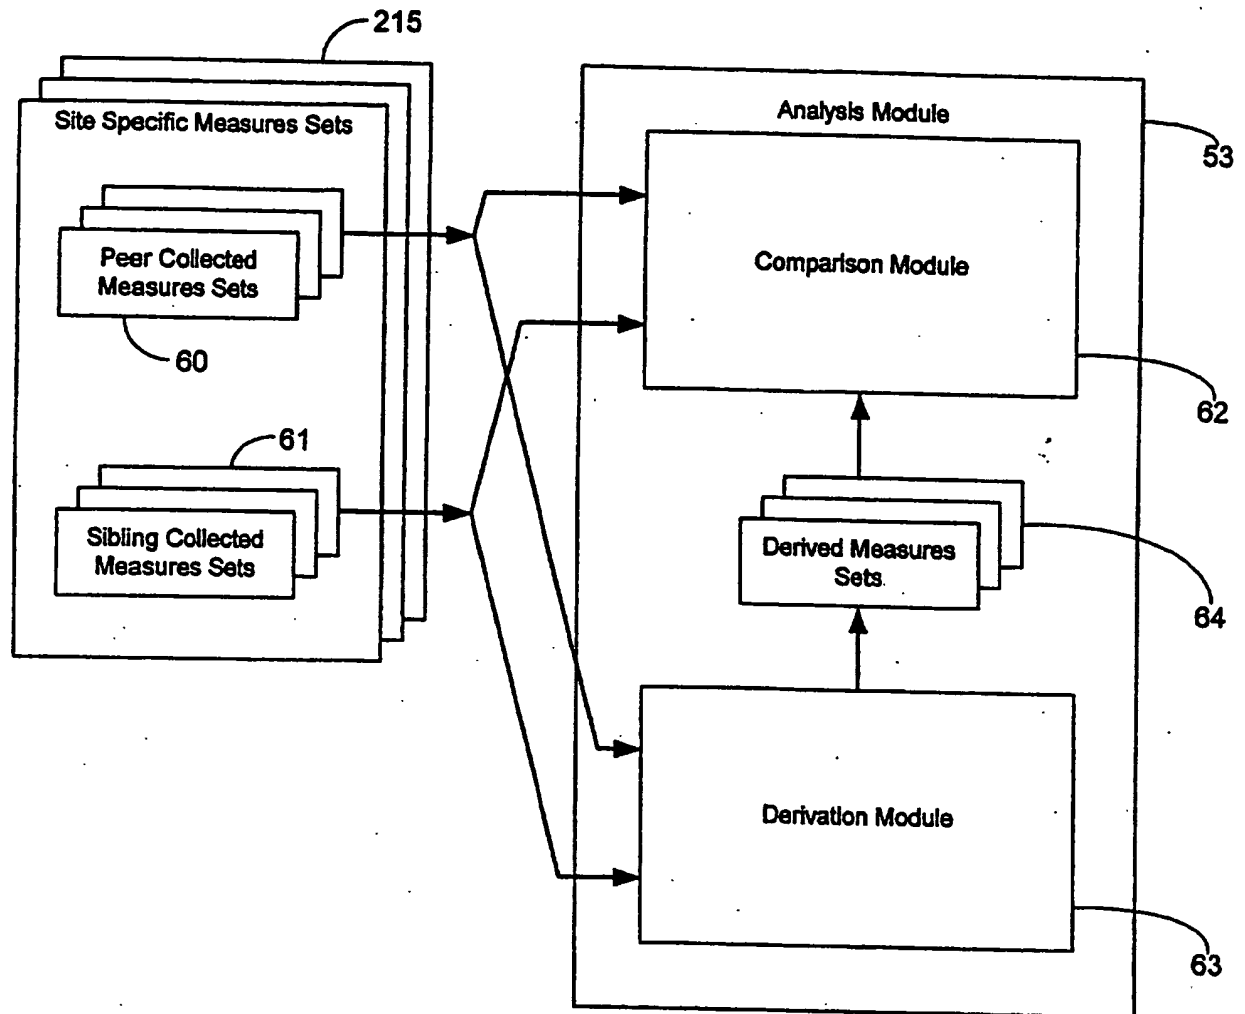 215
Site Specific Measures Sets
Peer Collected
Measures Sets
60
61
Sibling Collected
Measures Sets
Analysis Module
53
Comparison Module
62
Derived Measures
Sets
64
Derivation Module
63